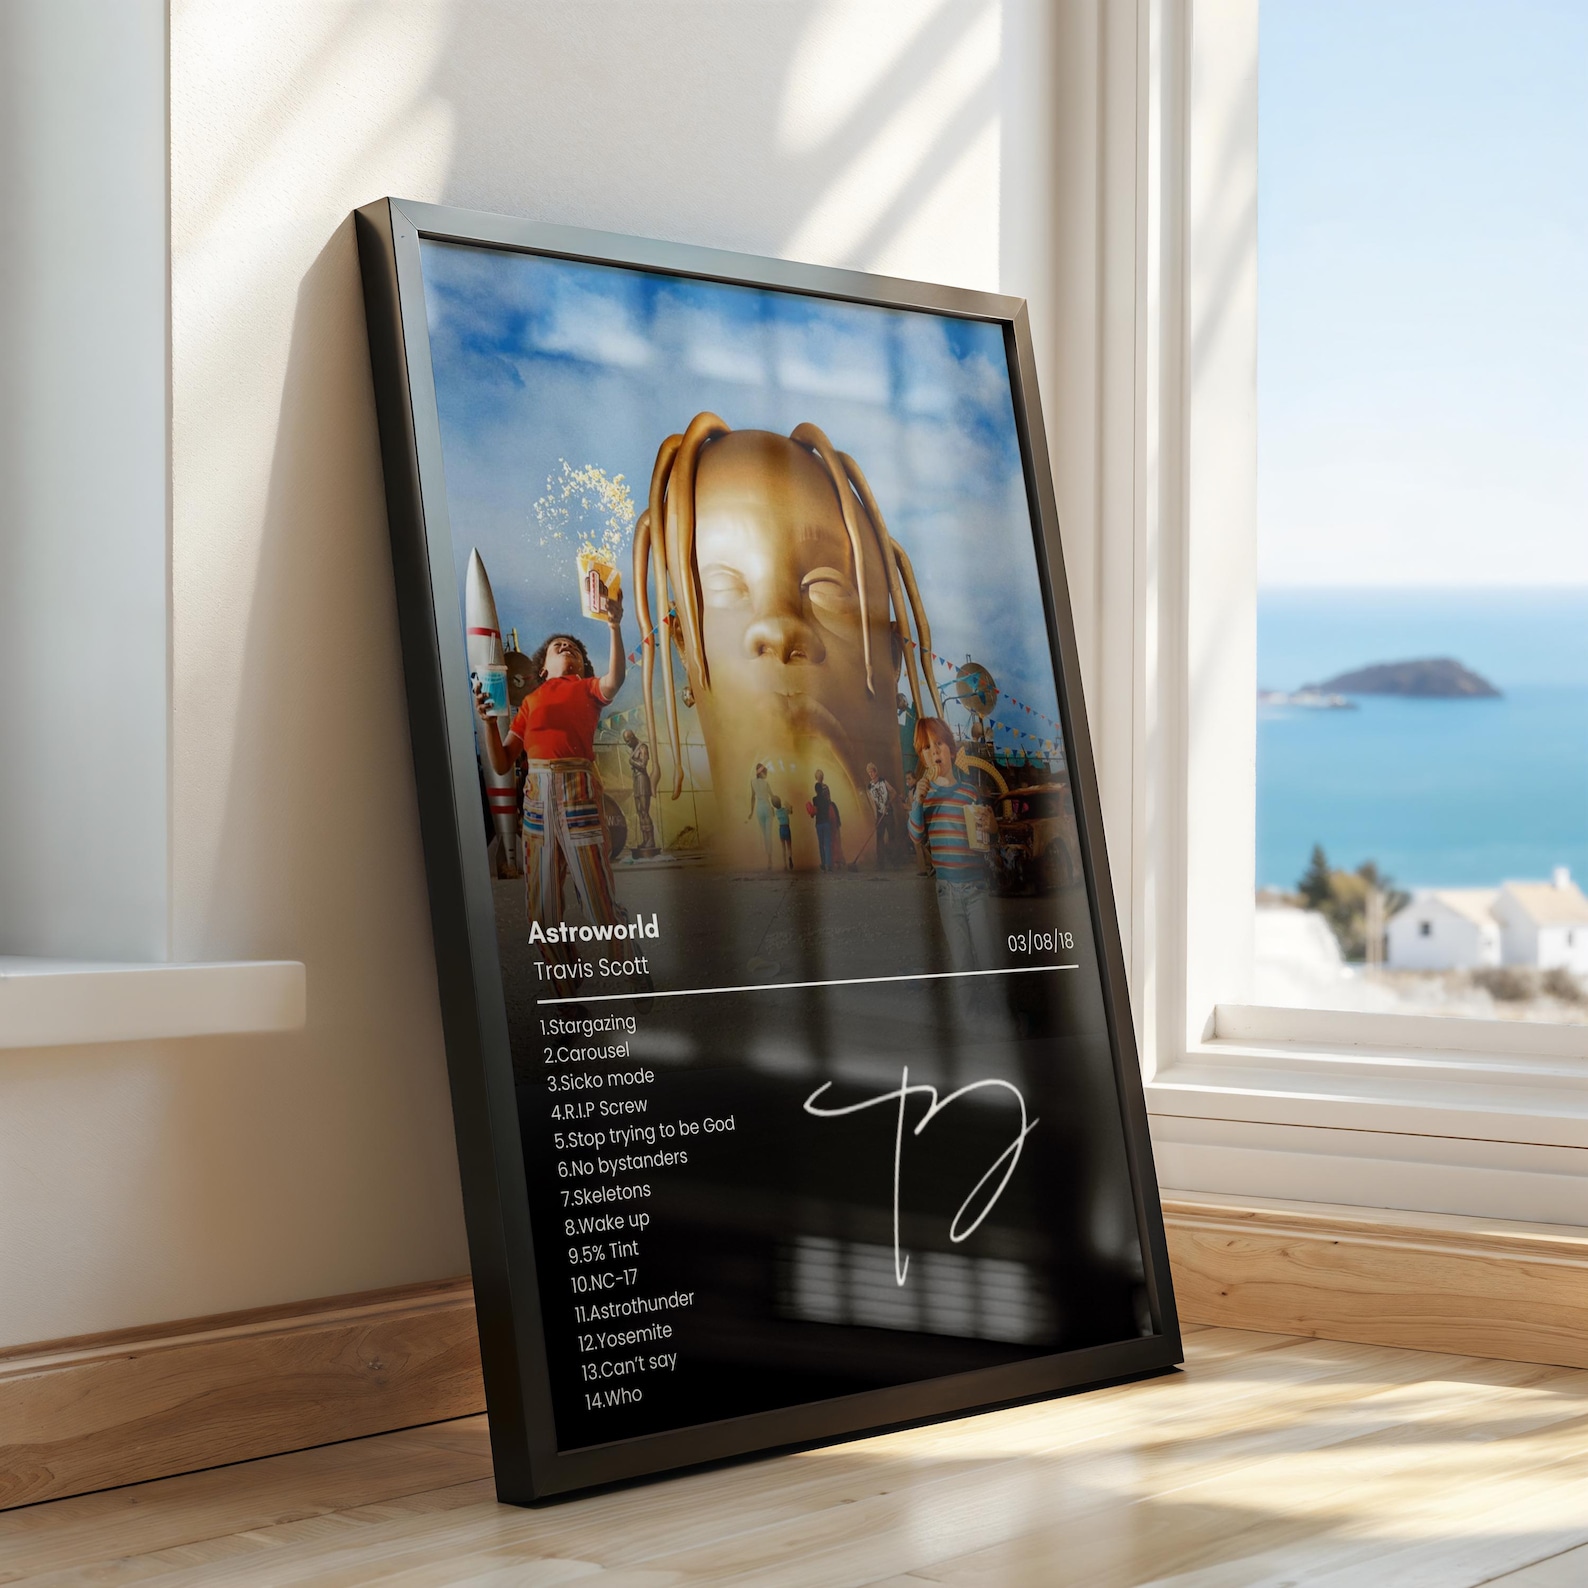 Astroworld
Travis Scott
03/08/18
1.Stargazing
2.Carousel
3.Sicko mode
4.R.I.P Screw
5.Stop trying to be God
6.No bystanders
7.Skeletons
8.Wake up
9.5% Tint
10.NC-17
11.Astrothunder
12.Yosemite
13.Can't say
14.Who